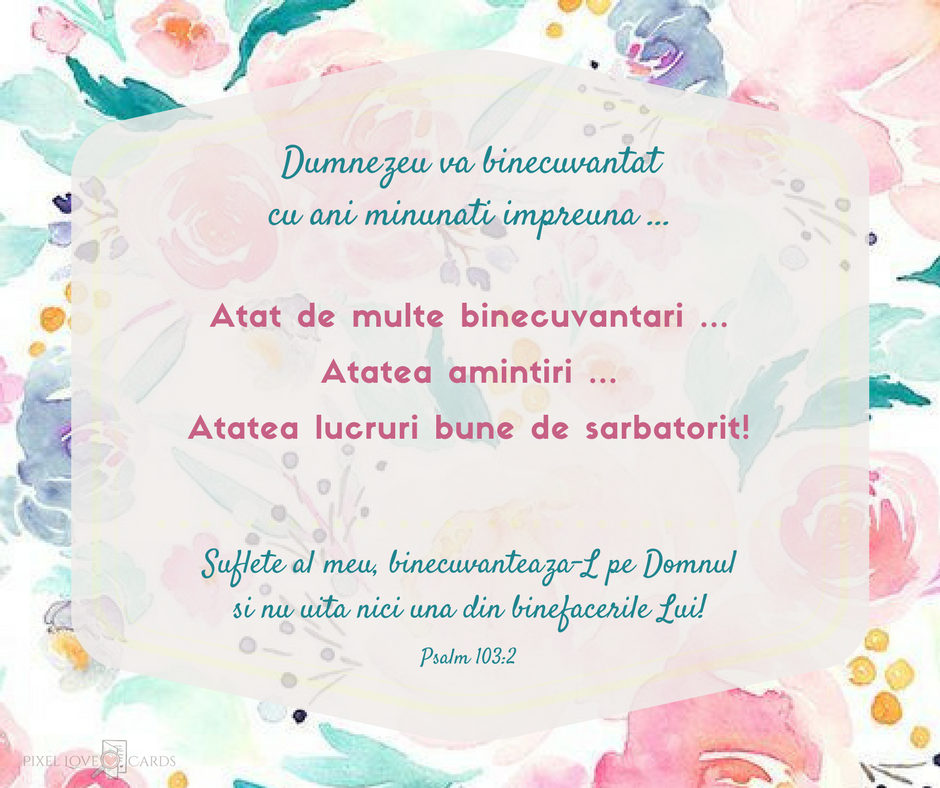 Dumnezeu va binecuvantat
cu ani minunati impreuna ...
Atat de multe binecuvantari ...
Atatea amintiri ...
Atatea lucruri bune de sarbatorit!
Suflete al meu, binecuvanteaza-L pe Domnul
si nu uita nici una din binefacerile Lui!
Psalm 103:2
PIXEL LOVE CARDS